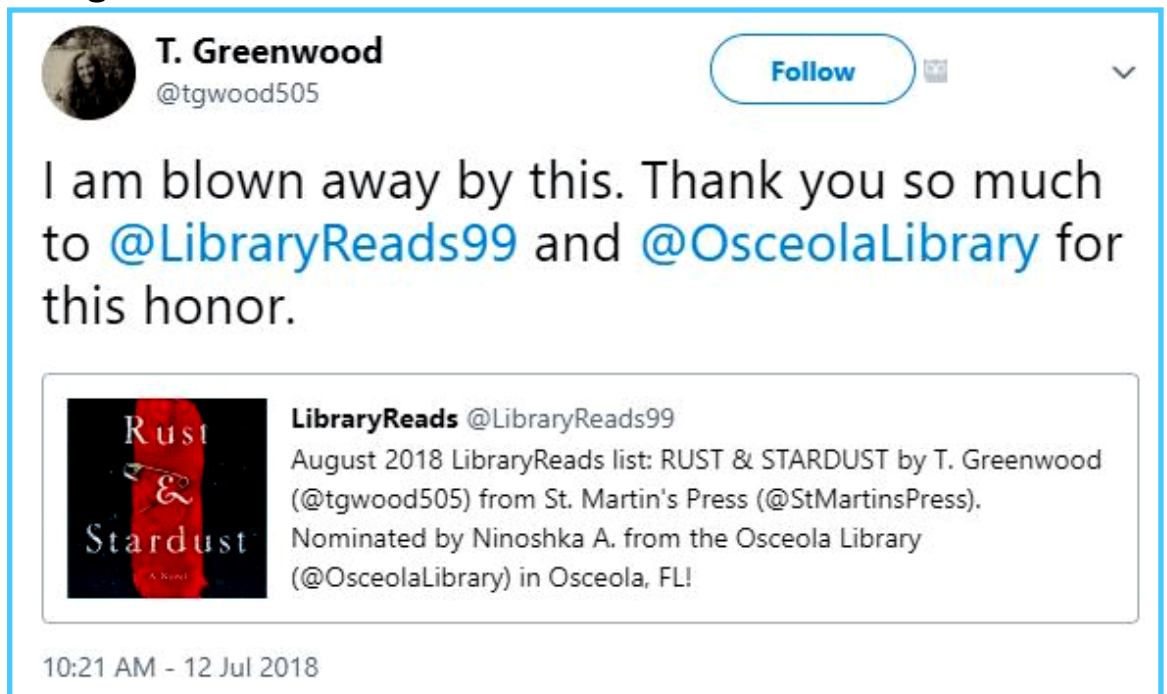 T. Greenwood
@tgwood505
Follow
I am blown away by this. Thank you so much
to @LibraryReads99 and @OsceolaLibrary for
this honor.
Rust
&
Stardust
A Novel
LibraryReads @LibraryReads99
August 2018 LibraryReads list: RUST & STARDUST by T. Greenwood
(@tgwood505) from St. Martin's Press (@StMartinsPress).
Nominated by Ninoshka A. from the Osceola Library
(@OsceolaLibrary) in Osceola, FL!
10:21 AM - 12 Jul 2018